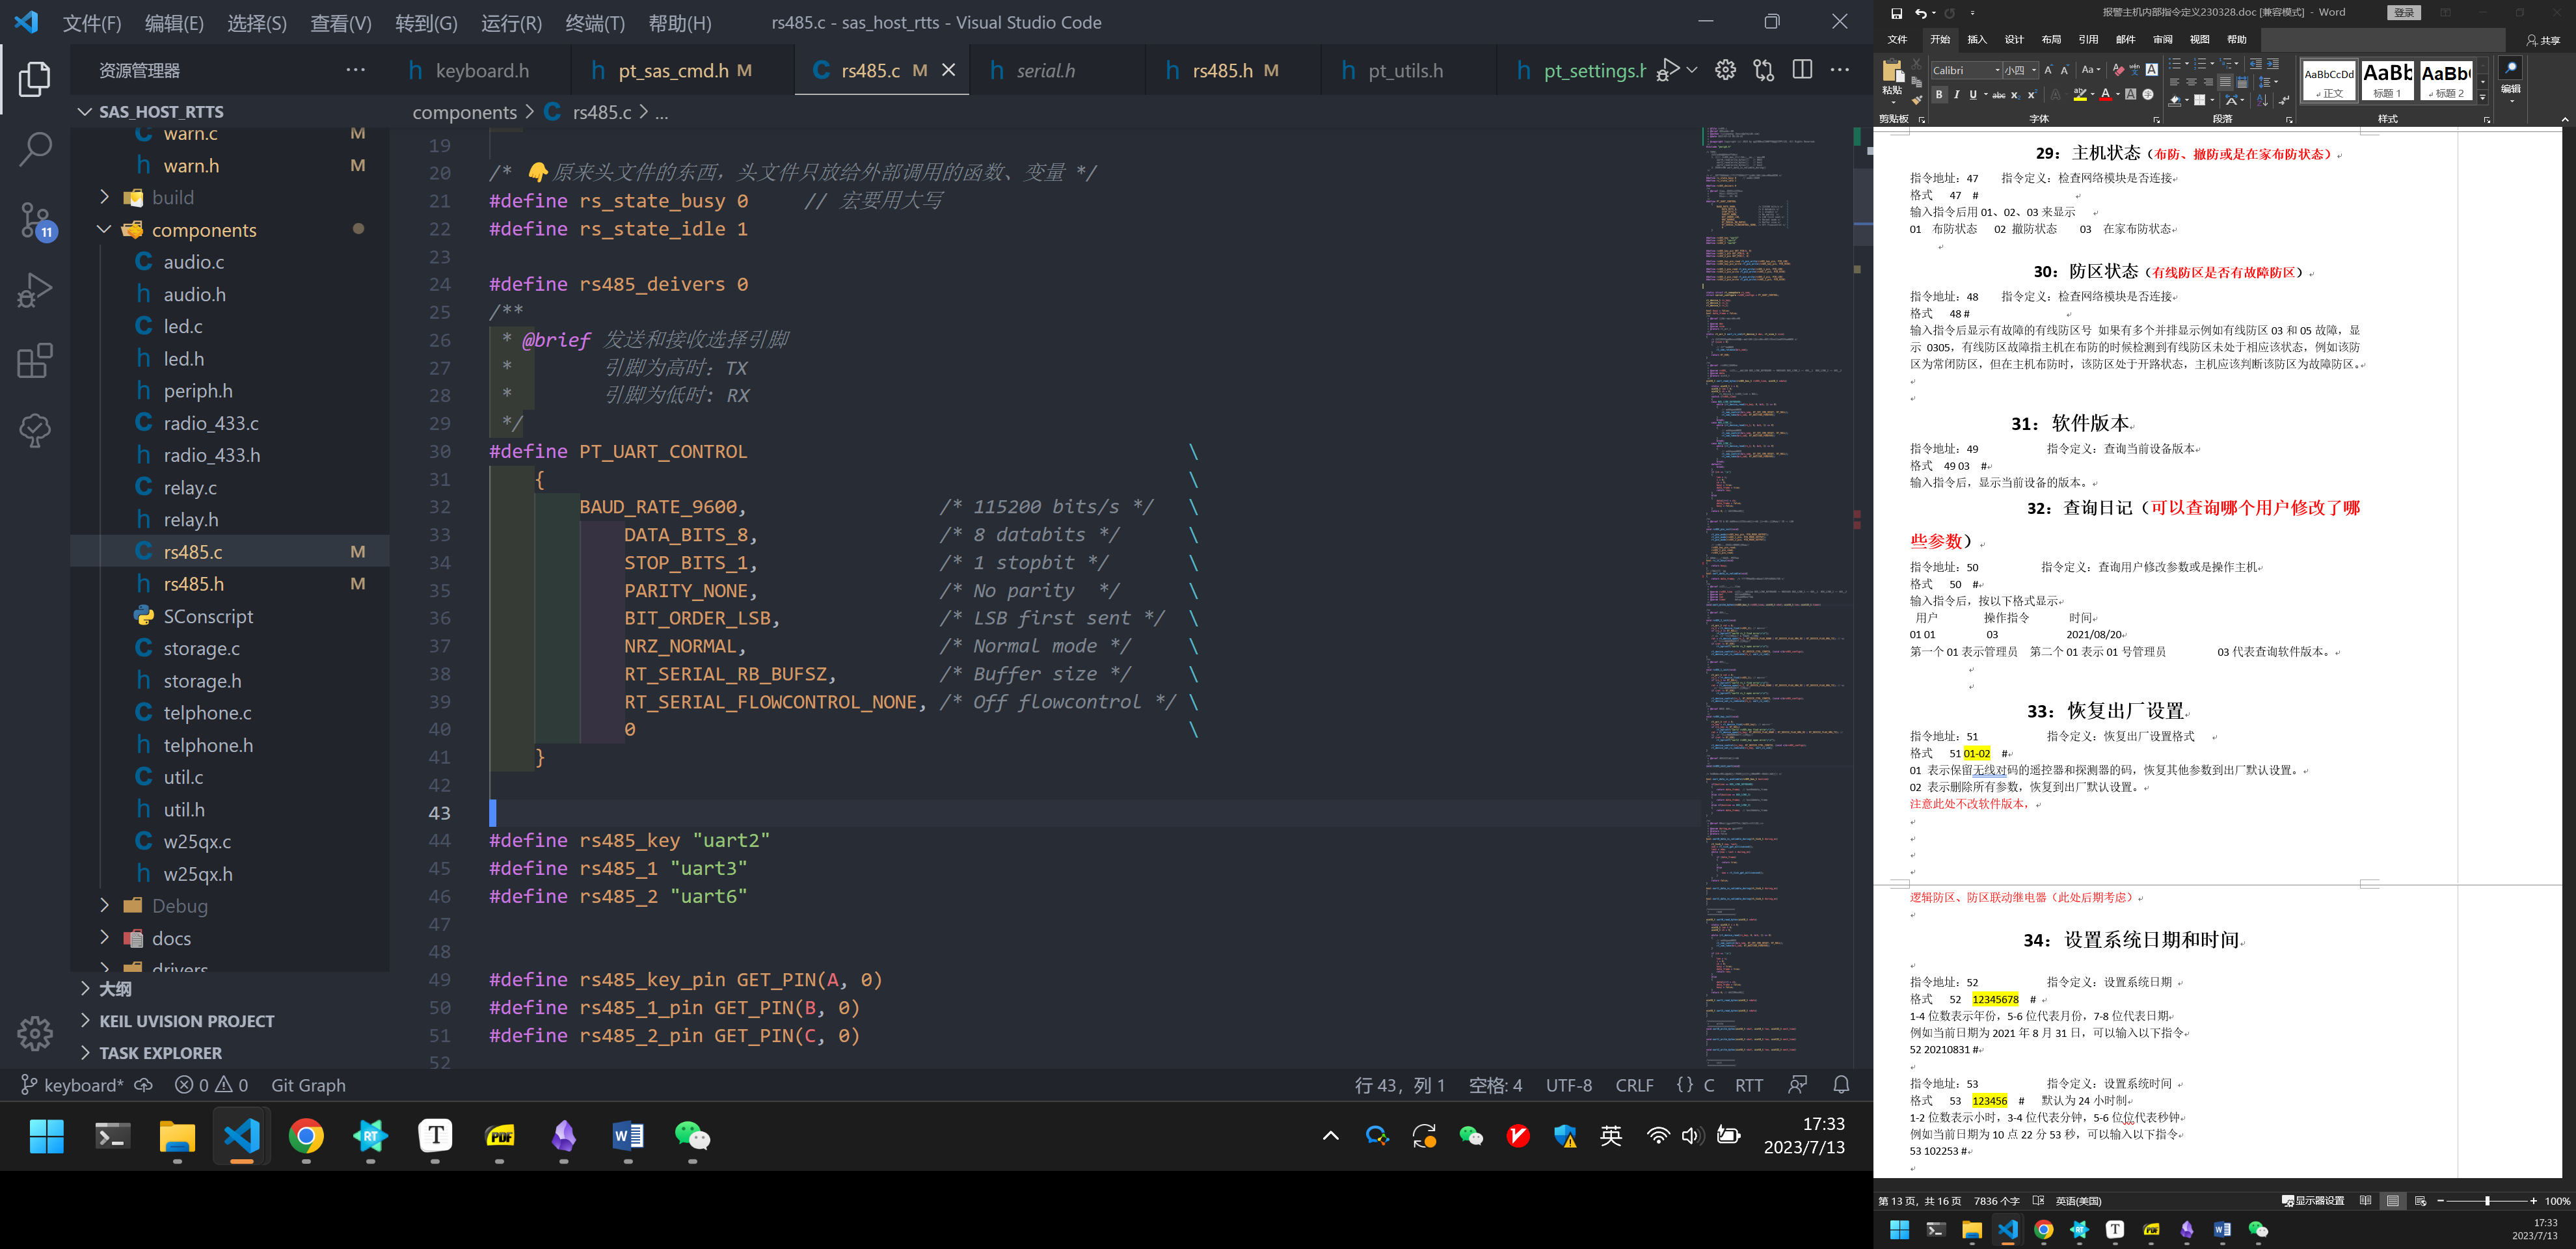 文件(F) 编辑(E) 选择(S) 查看(V) 转到(G) 运行(R) 终端(T) 帮助(H) rs485.c - sas_host_rtts - Visual Studio Code
资源管理器
SAS_HOST_RTTS
warn.c M
warn.h M
build
components
audio.c
audio.h
led.c
led.h
periph.h
radio_433.c
radio_433.h
relay.c
relay.h
rs485.c M
rs485.h M
SConscript
storage.c
storage.h
telphone.c
telphone.h
util.c
util.h
w25qx.c
w25qx.h
Debug
docs
drivers
大纲
KEIL UVISION PROJECT
TASK EXPLORER
11
keyboard.h pt_sas_cmd.h M rs485.c M serial.h rs485.h M pt_utils.h pt_settings.h
components > C rs485.c > ...
19
20 /* 👇原来头文件的东西，头文件只放给外部调用的函数、变量 */
21 #define rs_state_busy 0 // 宏要用大写
22 #define rs_state_idle 1
23
24 #define rs485_deivers 0
25 /**
26 * @brief 发送和接收选择引脚
27 * 引脚为高时: TX
28 * 引脚为低时: RX
29 */
30 #define PT_UART_CONTROL \
31 { \
32 BAUD_RATE_9600, /* 115200 bits/s */ \
33 DATA_BITS_8, /* 8 databits */ \
34 STOP_BITS_1, /* 1 stopbit */ \
35 PARITY_NONE, /* No parity */ \
36 BIT_ORDER_LSB, /* LSB first sent */ \
37 NRZ_NORMAL, /* Normal mode */ \
38 RT_SERIAL_RB_BUFSZ, /* Buffer size */ \
39 RT_SERIAL_FLOWCONTROL_NONE, /* Off flowcontrol */ \
40 0 \
41 }
42
43
44 #define rs485_key "uart2"
45 #define rs485_1 "uart3"
46 #define rs485_2 "uart6"
47
48
49 #define rs485_key_pin GET_PIN(A, 0)
50 #define rs485_1_pin GET_PIN(B, 0)
51 #define rs485_2_pin GET_PIN(C, 0)
52
keyboard* 0 0 Git Graph 行 43，列 1 空格: 4 UTF-8 CRLF {} C RTT
英 17:33
2023/7/13
报警主机内部指令定义230328.doc [兼容模式] - Word 登录
文件 开始 插入 设计 布局 引用 邮件 审阅 视图 帮助 共享
粘贴 Calibri 小四 AaBbCcDd AaBb AaBb 编辑
正文 标题 1 标题 2
剪贴板 字体 段落 样式
29：主机状态（布防、撤防或是在家布防状态）
指令地址：47 指令定义：检查网络模块是否连接
格式 47 #
输入指令后用 01、02、03 来显示
01 布防状态 02 撤防状态 03 在家布防状态
30：防区状态（有线防区是否有故障防区）
指令地址：48 指令定义：检查网络模块是否连接
格式 48 #
输入指令后显示有故障的有线防区号 如果有多个并排显示例如有线防区 03 和 05 故障，显
示 0305，有线防区故障指主机在布防的时候检测到有线防区未处于相应该状态，例如该防
区为常闭防区，但在主机布防时，该防区处于开路状态，主机应该判断该防区为故障防区。
31：软件版本
指令地址：49 指令定义：查询当前设备版本
格式 49 03 #
输入指令后，显示当前设备的版本。
32：查询日记（可以查询哪个用户修改了哪
些参数）
指令地址：50 指令定义：查询用户修改参数或是操作主机
格式 50 #
输入指令后，按以下格式显示
用户 操作指令 时间
01 01 03 2021/08/20
第一个 01 表示管理员 第二个 01 表示 01 号管理员 03 代表查询软件版本。
33：恢复出厂设置
指令地址：51 指令定义：恢复出厂设置格式
格式 51 01-02 #
01 表示保留无线对码的遥控器和探测器的码，恢复其他参数到出厂默认设置。
02 表示删除所有参数，恢复到出厂默认设置。
注意此处不改软件版本，
逻辑防区、防区联动继电器（此处后期考虑）
34：设置系统日期和时间
指令地址：52 指令定义：设置系统日期
格式 52 12345678 #
1-4 位数表示年份，5-6 位代表月份，7-8 位代表日期
例如当前日期为 2021 年 8 月 31 日，可以输入以下指令
52 20210831 #
指令地址：53 指令定义：设置系统时间
格式 53 123456 # 默认为 24 小时制
1-2 位数表示小时，3-4 位代表分钟，5-6 位位代表秒钟
例如当前日期为 10 点 22 分 53 秒，可以输入以下指令
53 102253 #
第 13 页，共 16 页 7836 个字 英语(美国) 显示器设置 100%
17:33
2023/7/13